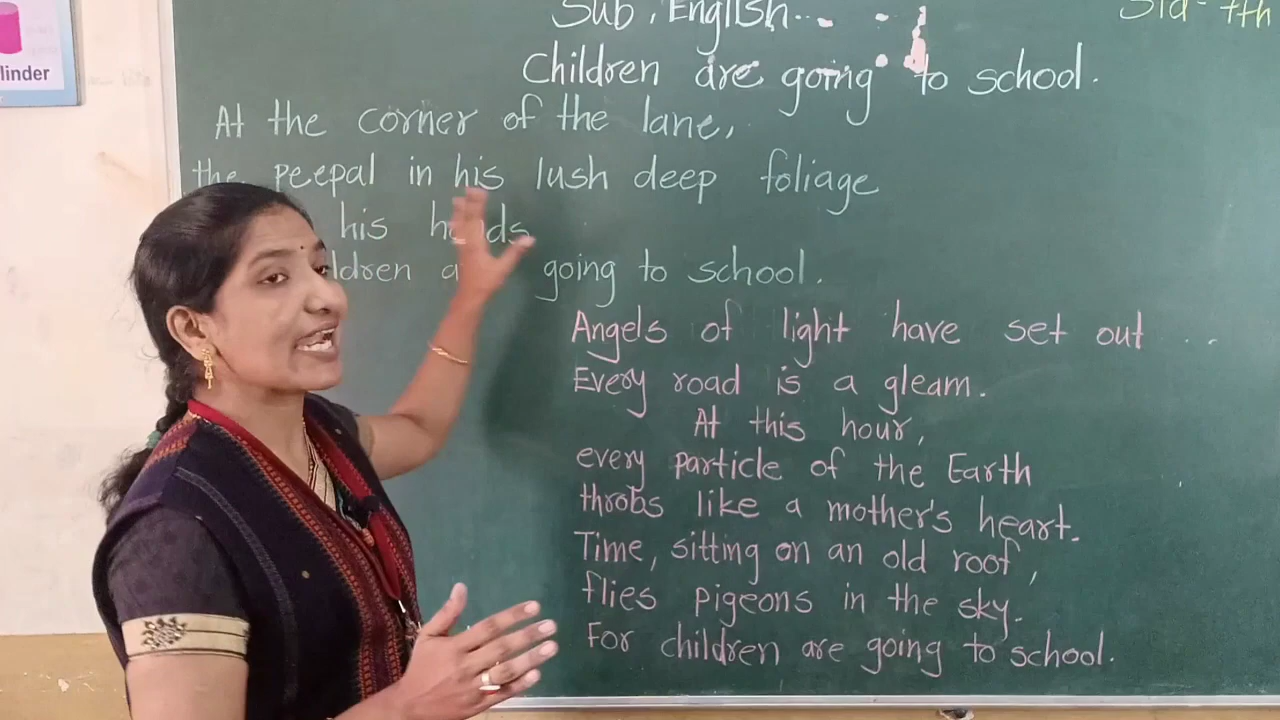 linder
Sub. English...
Std- 7th
Children are going to school.
At the corner of the lane,
the peepal in his lush deep foliage
his hands
going to school.
Angels of light have set out ...
Every road is a gleam.
At this hour,
every particle of the Earth
throbs like a mother's heart.
Time, sitting on an old roof,
flies pigeons in the sky.
For children are going to school.